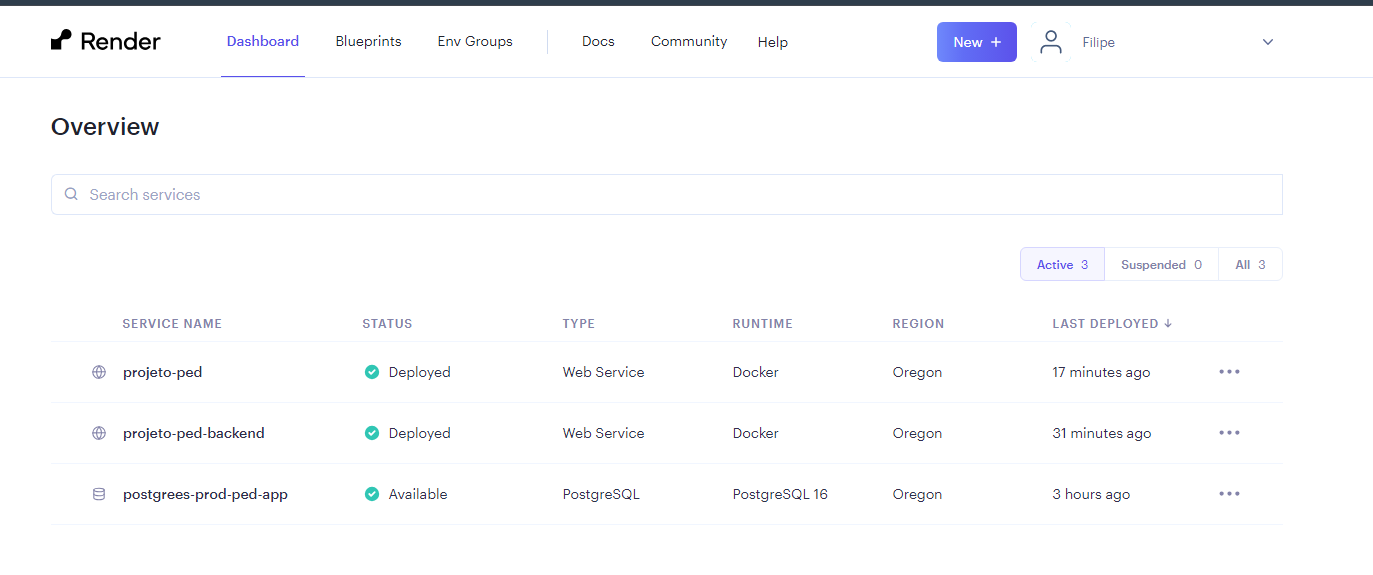 Render Dashboard Blueprints Env Groups Docs Community Help New + Filipe
Overview
Search services
Active 3 Suspended 0 All 3
SERVICE NAME STATUS TYPE RUNTIME REGION LAST DEPLOYED ↓
projeto-ped Deployed Web Service Docker Oregon 17 minutes ago
projeto-ped-backend Deployed Web Service Docker Oregon 31 minutes ago
postgrees-prod-ped-app Available PostgreSQL PostgreSQL 16 Oregon 3 hours ago